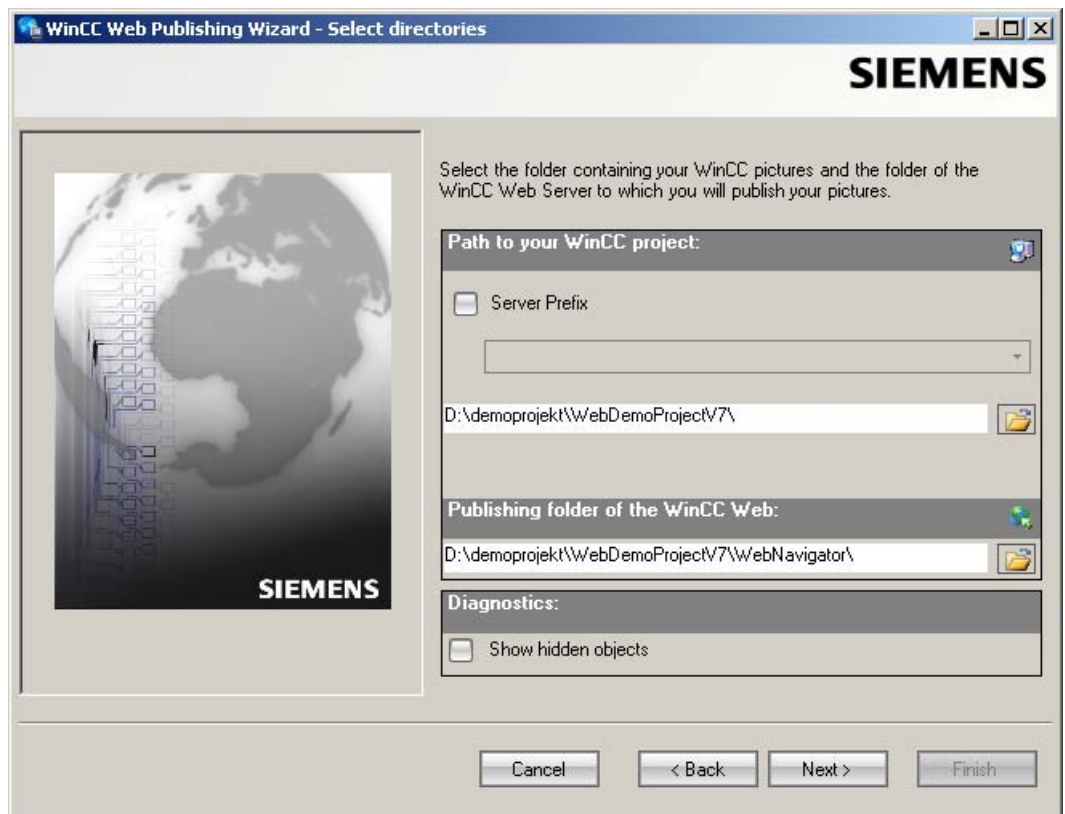 WinCC Web Publishing Wizard - Select directories
SIEMENS
Select the folder containing your WinCC pictures and the folder of the
WinCC Web Server to which you will publish your pictures.
Path to your WinCC project:
Server Prefix
D:\demoprojekt\WebDemoProjectV7\
Publishing folder of the WinCC Web:
D:\demoprojekt\WebDemoProjectV7\WebNavigator\
SIEMENS
Diagnostics:
Show hidden objects
Cancel
< Back
Next >
Finish